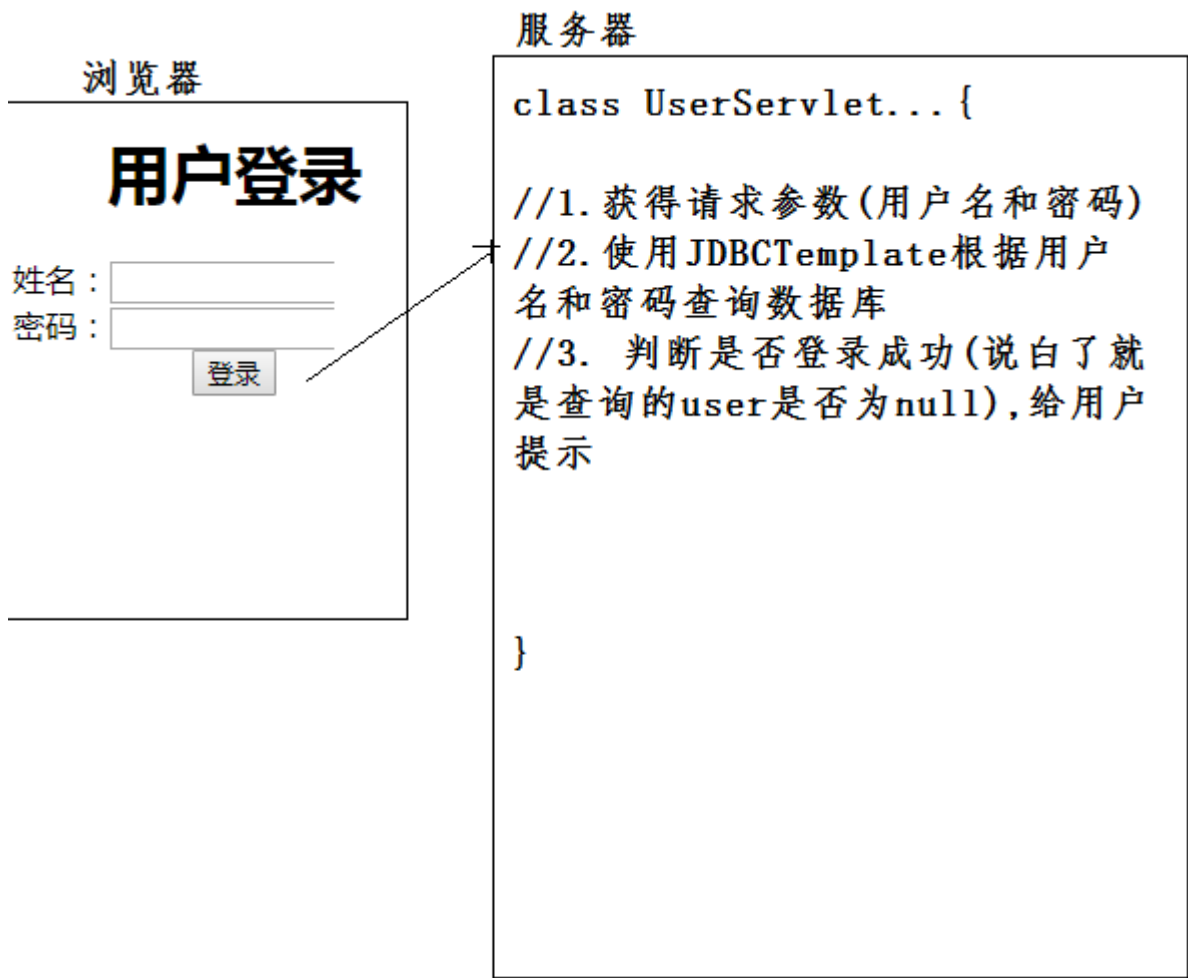 浏览器
用户登录
姓名：
密码：
登录
服务器
class UserServlet...{
//1.获得请求参数(用户名和密码)
//2.使用JDBCTemplate根据用户
名和密码查询数据库
//3. 判断是否登录成功(说白了就
是查询的user是否为null),给用户
提示
}